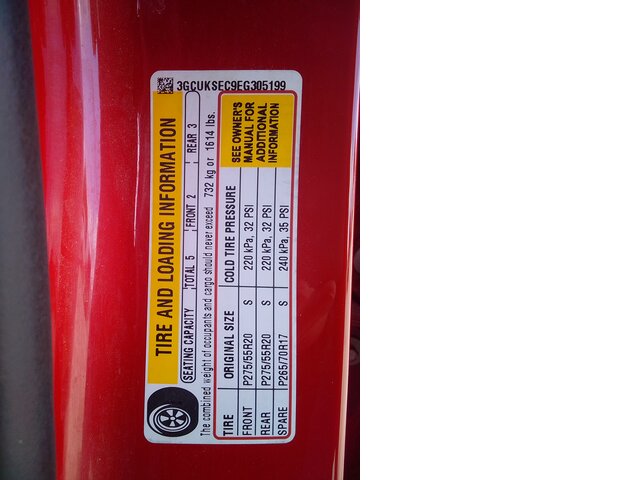 3GCUKSEC9EG305199
TIRE AND LOADING INFORMATION
SEATING CAPACITY TOTAL 5 FRONT 2 REAR 3
The combined weight of occupants and cargo should never exceed 732 kg or 1614 lbs.
TIRE ORIGINAL SIZE COLD TIRE PRESSURE
FRONT P275/55R20 S 220 kPa, 32 PSI
REAR P275/55R20 S 220 kPa, 32 PSI
SPARE P265/70R17 S 240 kPa, 35 PSI
SEE OWNER'S
MANUAL FOR
ADDITIONAL
INFORMATION